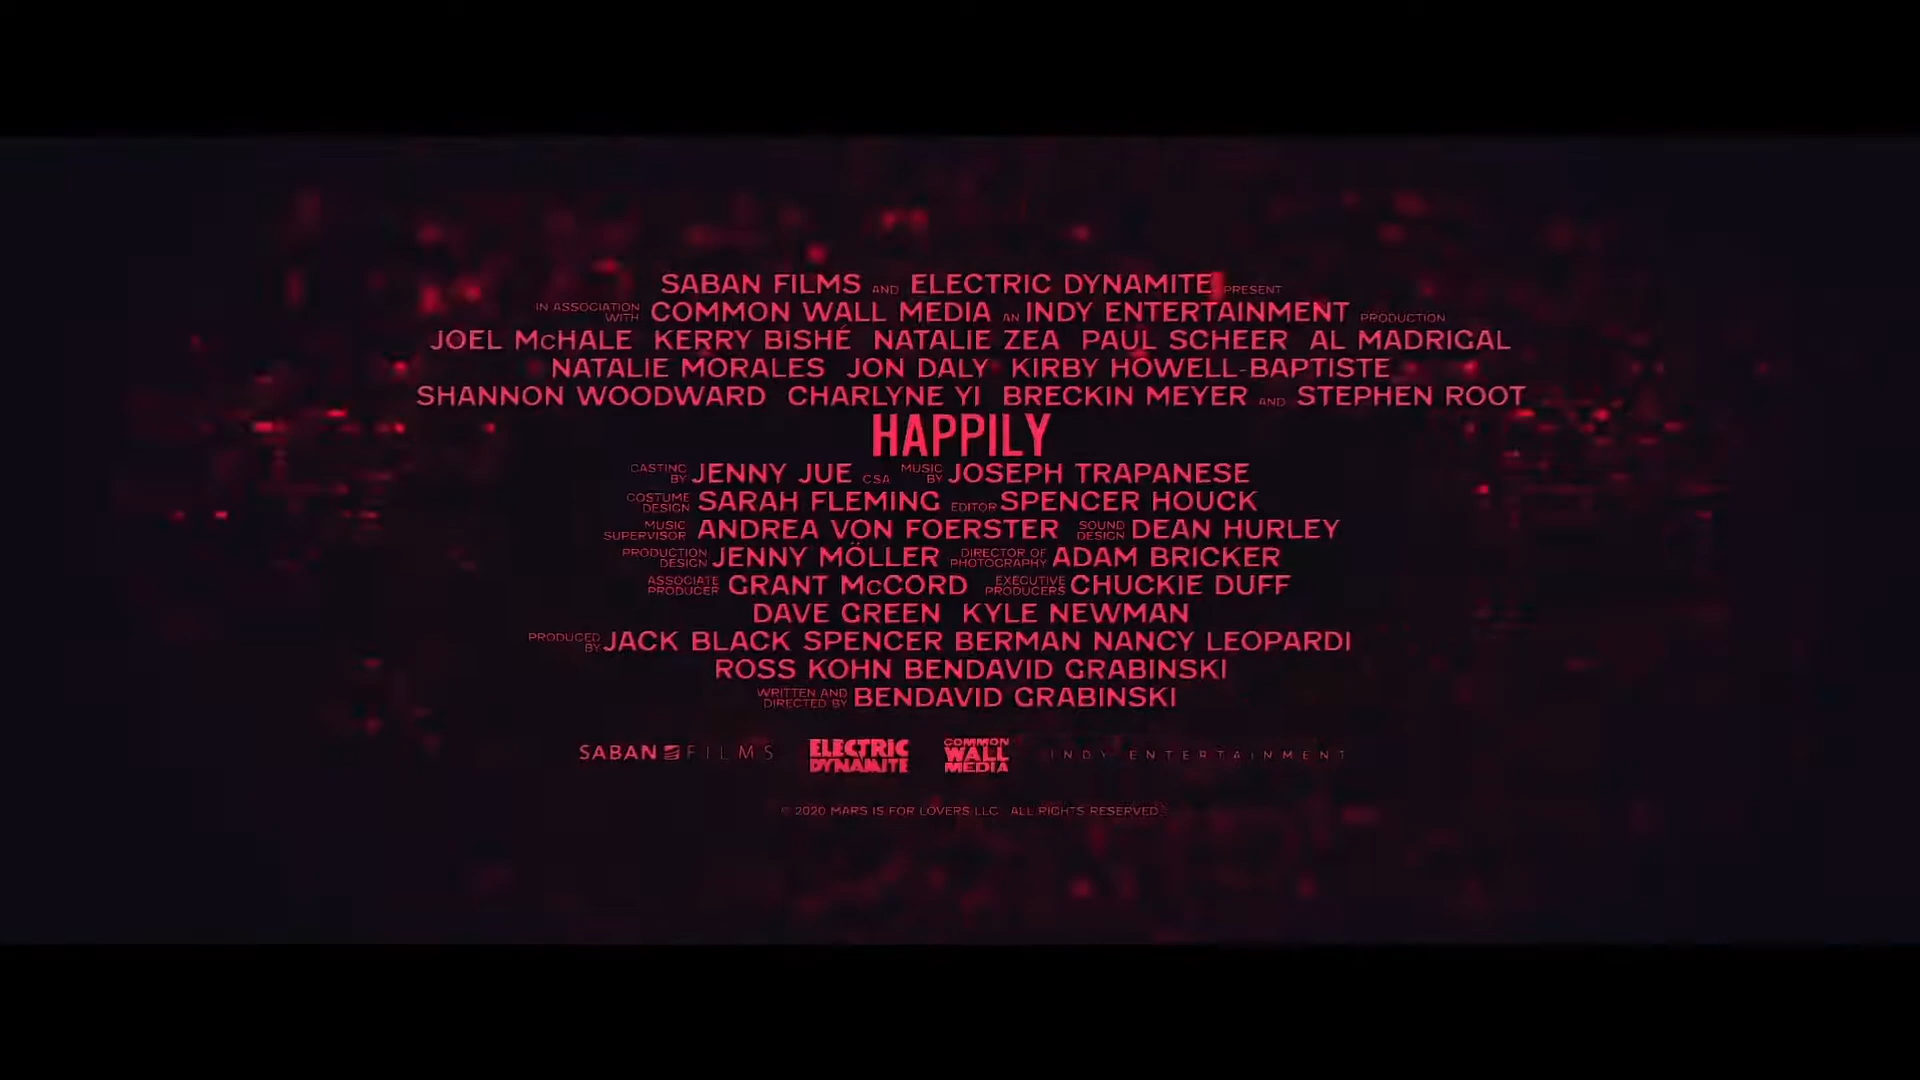 SABAN FILMS AND ELECTRIC DYNAMITE PRESENT
IN ASSOCIATION WITH COMMON WALL MEDIA AN INDY ENTERTAINMENT PRODUCTION
JOEL McHALE KERRY BISHÉ NATALIE ZEA PAUL SCHEER AL MADRIGAL
NATALIE MORALES JON DALY KIRBY HOWELL-BAPTISTE
SHANNON WOODWARD CHARLYNE YI BRECKIN MEYER AND STEPHEN ROOT
HAPPILY
CASTING BY JENNY JUE CSA MUSIC BY JOSEPH TRAPANESE
COSTUME DESIGN SARAH FLEMING EDITOR SPENCER HOUCK
MUSIC SUPERVISOR ANDREA VON FOERSTER SOUND DESIGN DEAN HURLEY
PRODUCTION DESIGN JENNY MÖLLER DIRECTOR OF PHOTOGRAPHY ADAM BRICKER
ASSOCIATE PRODUCER GRANT McCORD EXECUTIVE PRODUCERS CHUCKIE DUFF
DAVE GREEN KYLE NEWMAN
PRODUCED BY JACK BLACK SPENCER BERMAN NANCY LEOPARDI
ROSS KOHN BENDAVID GRABINSKI
WRITTEN AND DIRECTED BY BENDAVID GRABINSKI
SABAN FILMS ELECTRIC DYNAMITE COMMON WALL MEDIA INDY ENTERTAINMENT
© 2020 MARS IS FOR LOVERS LLC ALL RIGHTS RESERVED.